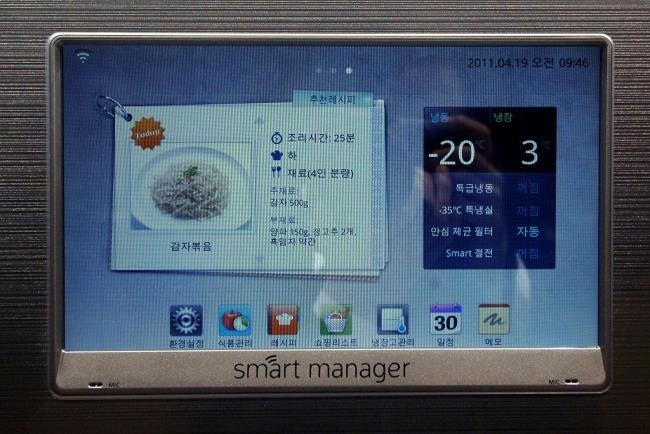 2011.04.19 오전 09:46
추천레시피
Today
조리시간: 25분
하
재료(4인 분량)
주재료:
감자 500g
부재료:
양파 150g, 청고추 2개,
흑임자 약간
감자볶음
냉동 냉장
-20°C 3°C
특급냉동 꺼짐
-35°C 특냉실 꺼짐
안심 제균 필터 자동
Smart 절전 꺼짐
30
환경설정 식품관리 레시피 쇼핑리스트 냉장고관리 일정 메모
smart manager
MIC MIC